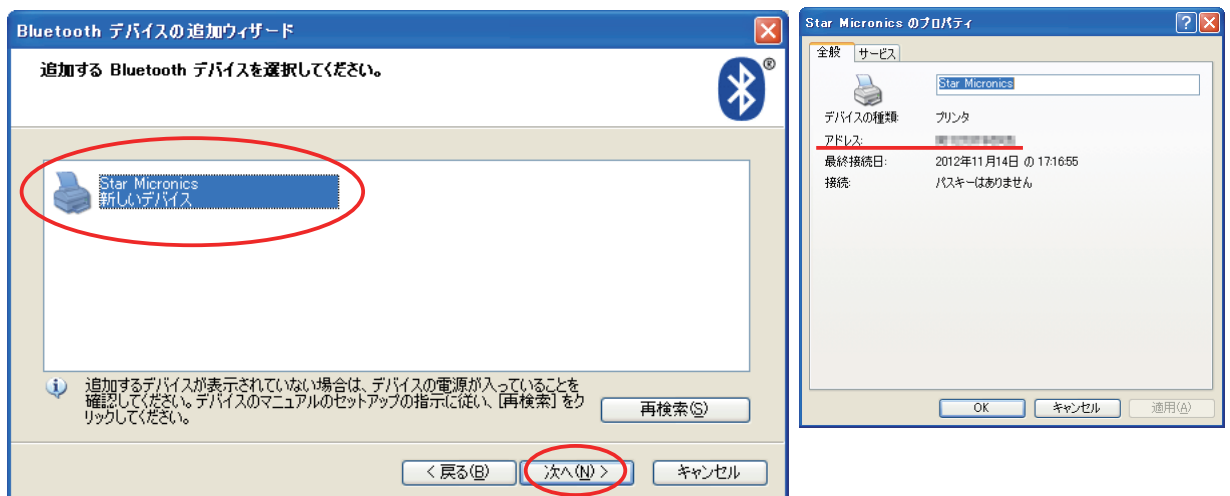 Bluetooth デバイスの追加ウィザード
追加する Bluetooth デバイスを選択してください。
®
Star Micronics
新しいデバイス
追加するデバイスが表示されていない場合は、デバイスの電源が入っていることを
確認してください。デバイスのマニュアルのセットアップの指示に従い、[再検索] をク
リックしてください。
再検索(S)
< 戻る(B)
次へ(N) >
キャンセル
Star Micronics のプロパティ
全般
サービス
Star Micronics
デバイスの種類:
プリンタ
アドレス:
最終接続日:
2012年11月14日 の 17:16:55
接続:
パスキーはありません
OK
キャンセル
適用(A)